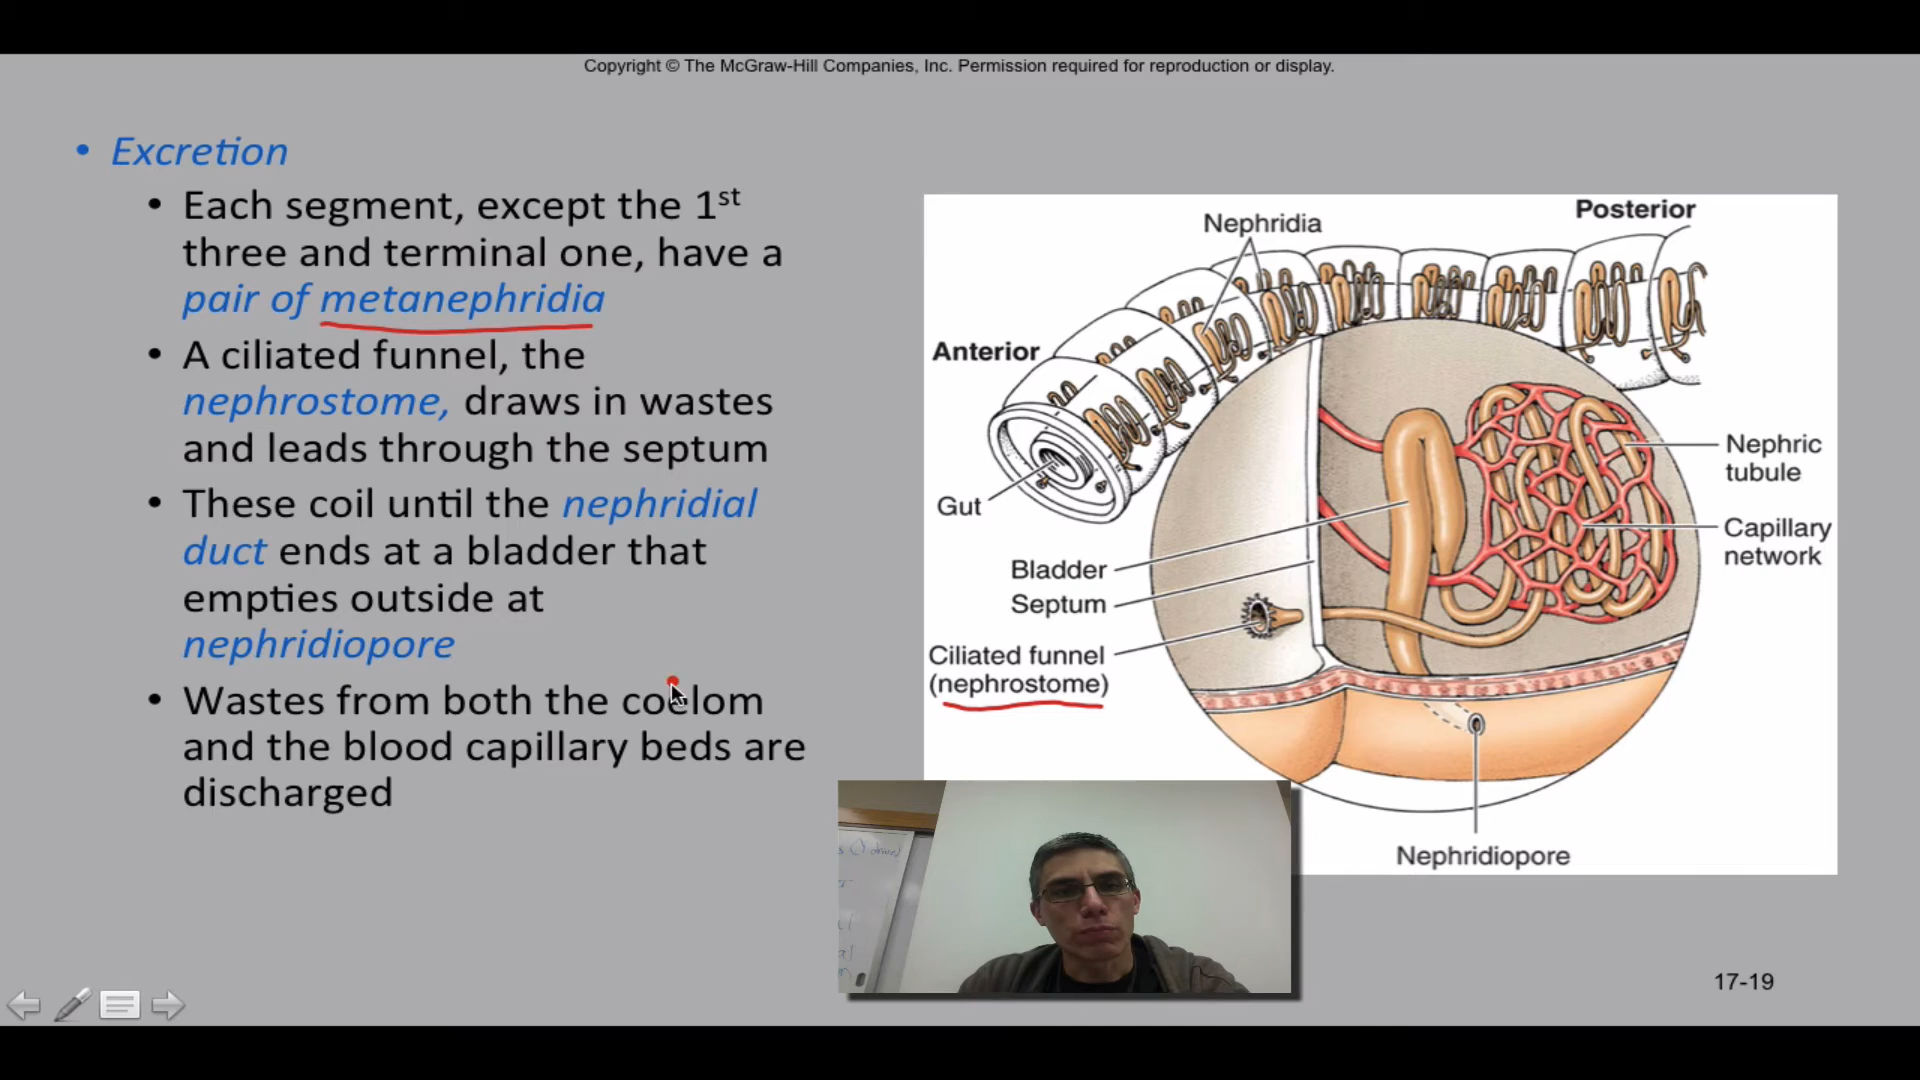 Copyright © The McGraw-Hill Companies, Inc. Permission required for reproduction or display.
• Excretion
• Each segment, except the 1st
three and terminal one, have a
pair of metanephridia
• A ciliated funnel, the
nephrostome, draws in wastes
and leads through the septum
• These coil until the nephridial
duct ends at a bladder that
empties outside at
nephridiopore
• Wastes from both the coelom
and the blood capillary beds are
discharged
Nephridia
Posterior
Anterior
Gut
Nephric
tubule
Capillary
network
Bladder
Septum
Ciliated funnel
(nephrostome)
Nephridiopore
17-19